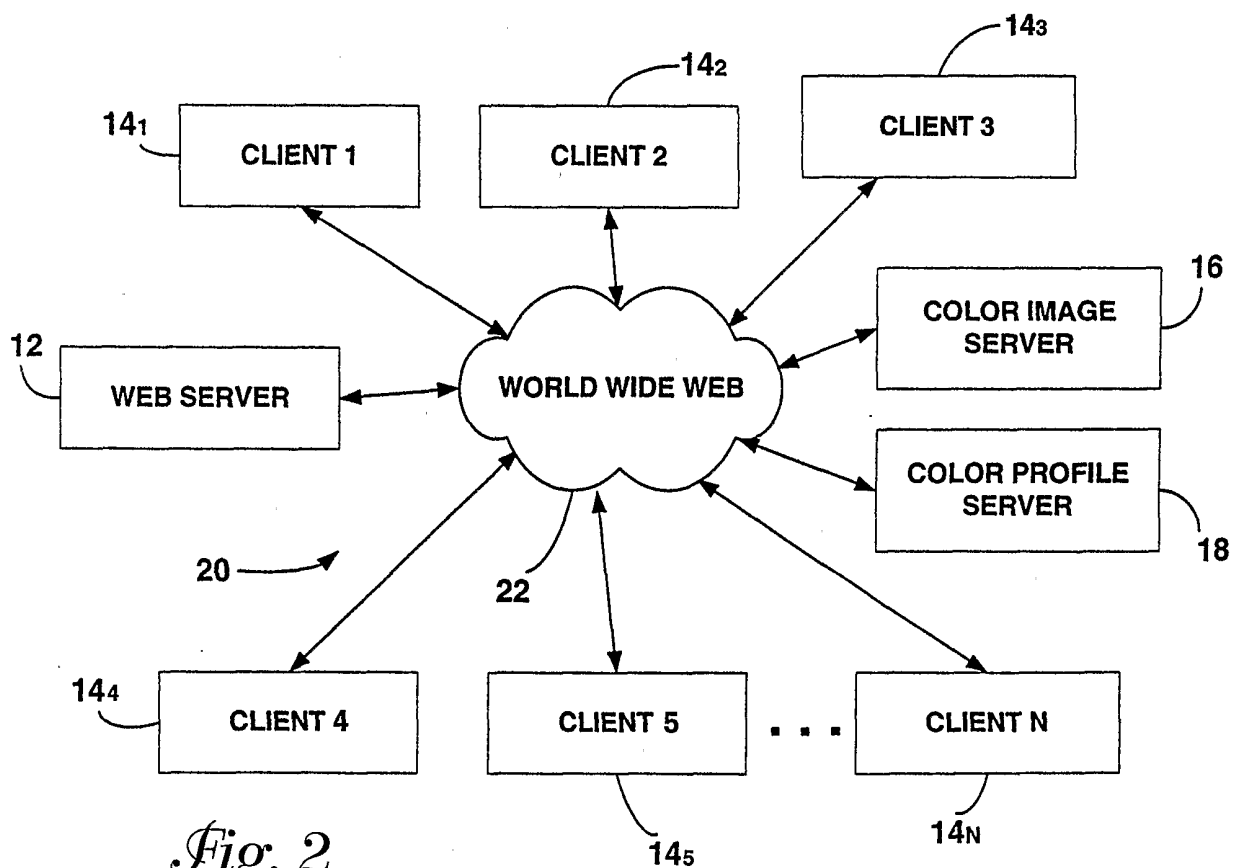 14₃
14₂
14₁
CLIENT 1
CLIENT 2
CLIENT 3
16
COLOR IMAGE
SERVER
12
WEB SERVER
WORLD WIDE WEB
COLOR PROFILE
SERVER
18
20
22
14₄
CLIENT 4
CLIENT 5
. . .
CLIENT N
14₅
14N
Fig. 2